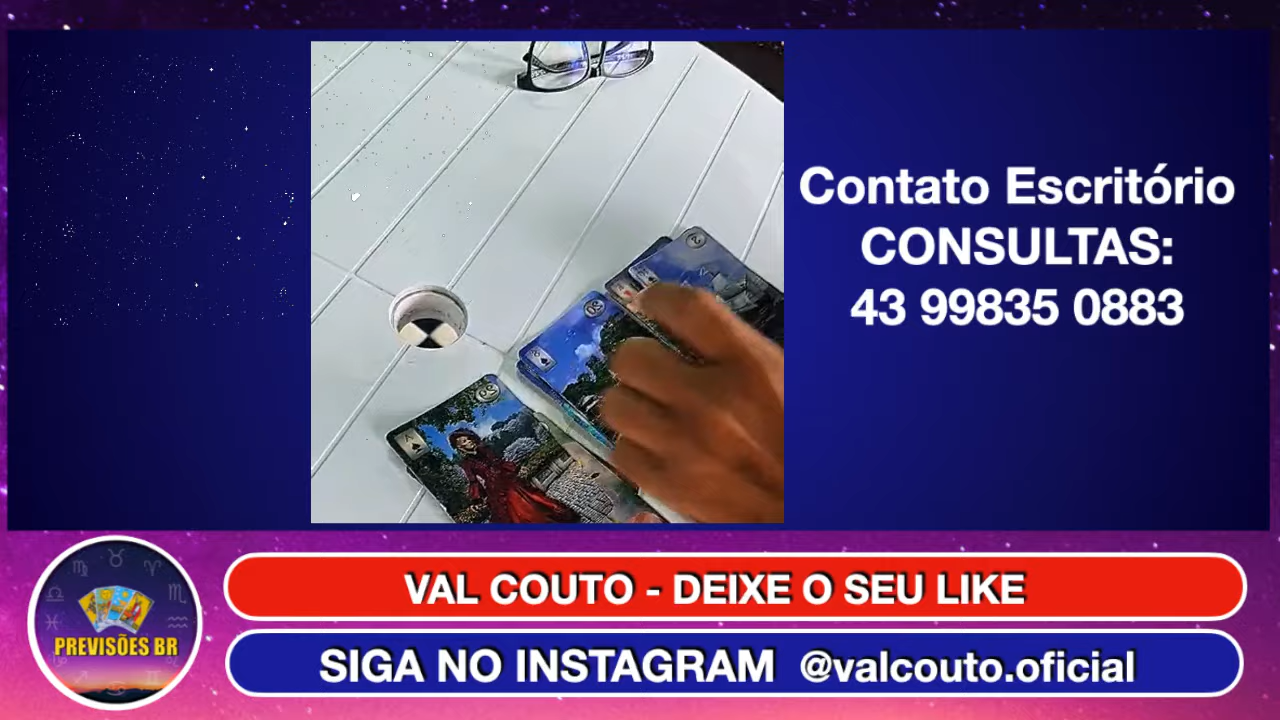 Contato Escritório
CONSULTAS:
43 99835 0883
PREVISÕES BR
VAL COUTO - DEIXE O SEU LIKE
SIGA NO INSTAGRAM @valcouto.oficial